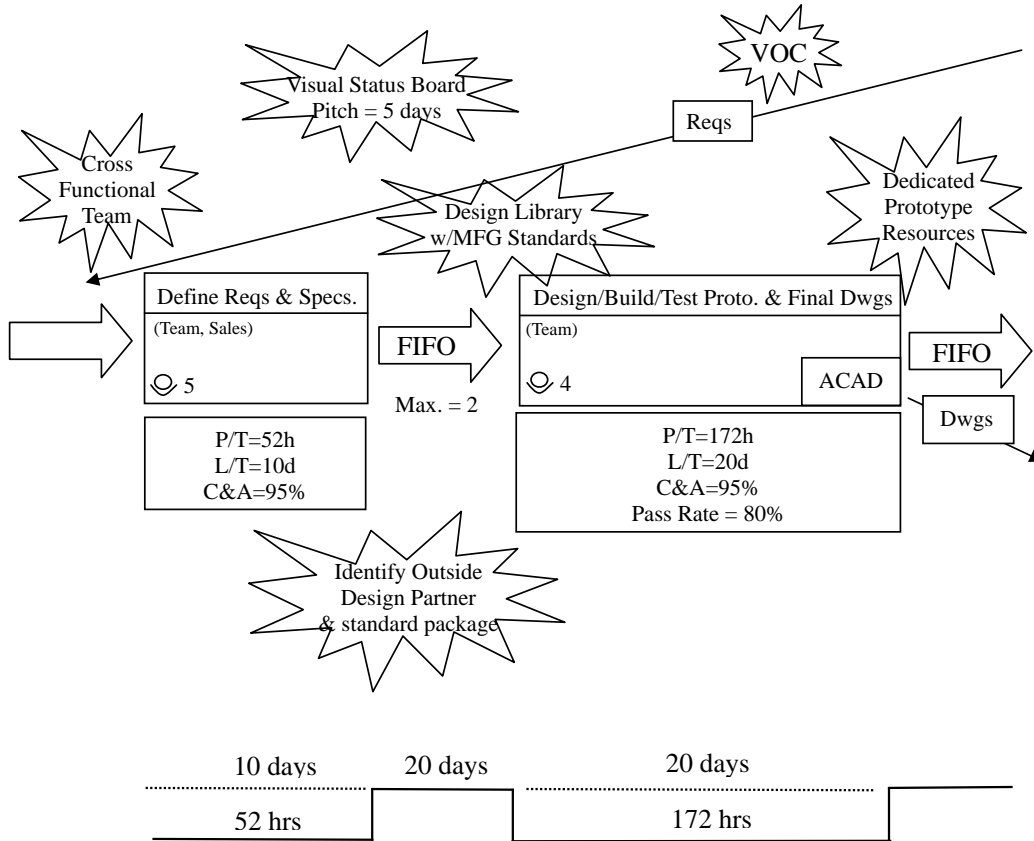 VOC
Visual Status Board
Pitch = 5 days
Reqs
Cross
Functional
Team
Design Library
w/MFG Standards
Dedicated
Prototype
Resources
Define Reqs & Specs.
(Team, Sales)
5
FIFO
Max. = 2
Design/Build/Test Proto. & Final Dwgs
(Team)
4
ACAD
FIFO
Dwgs
P/T=52h
L/T=10d
C&A=95%
P/T=172h
L/T=20d
C&A=95%
Pass Rate = 80%
Identify Outside
Design Partner
& standard package
10 days
20 days
20 days
52 hrs
172 hrs